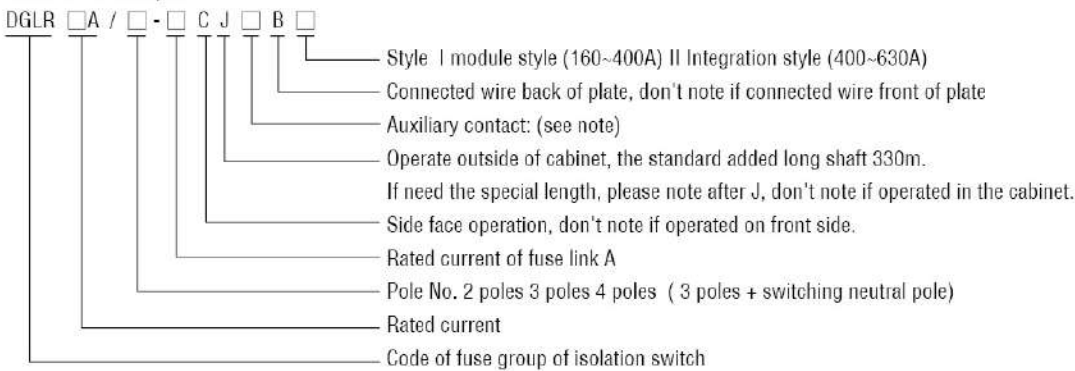 DGLR □A / □ - □ C J □ B □
Style I module style (160~400A) II Integration style (400~630A)
Connected wire back of plate, don't note if connected wire front of plate
Auxiliary contact: (see note)
Operate outside of cabinet, the standard added long shaft 330m.
If need the special length, please note after J, don't note if operated in the cabinet.
Side face operation, don't note if operated on front side.
Rated current of fuse link A
Pole No. 2 poles 3 poles 4 poles ( 3 poles + switching neutral pole)
Rated current
Code of fuse group of isolation switch